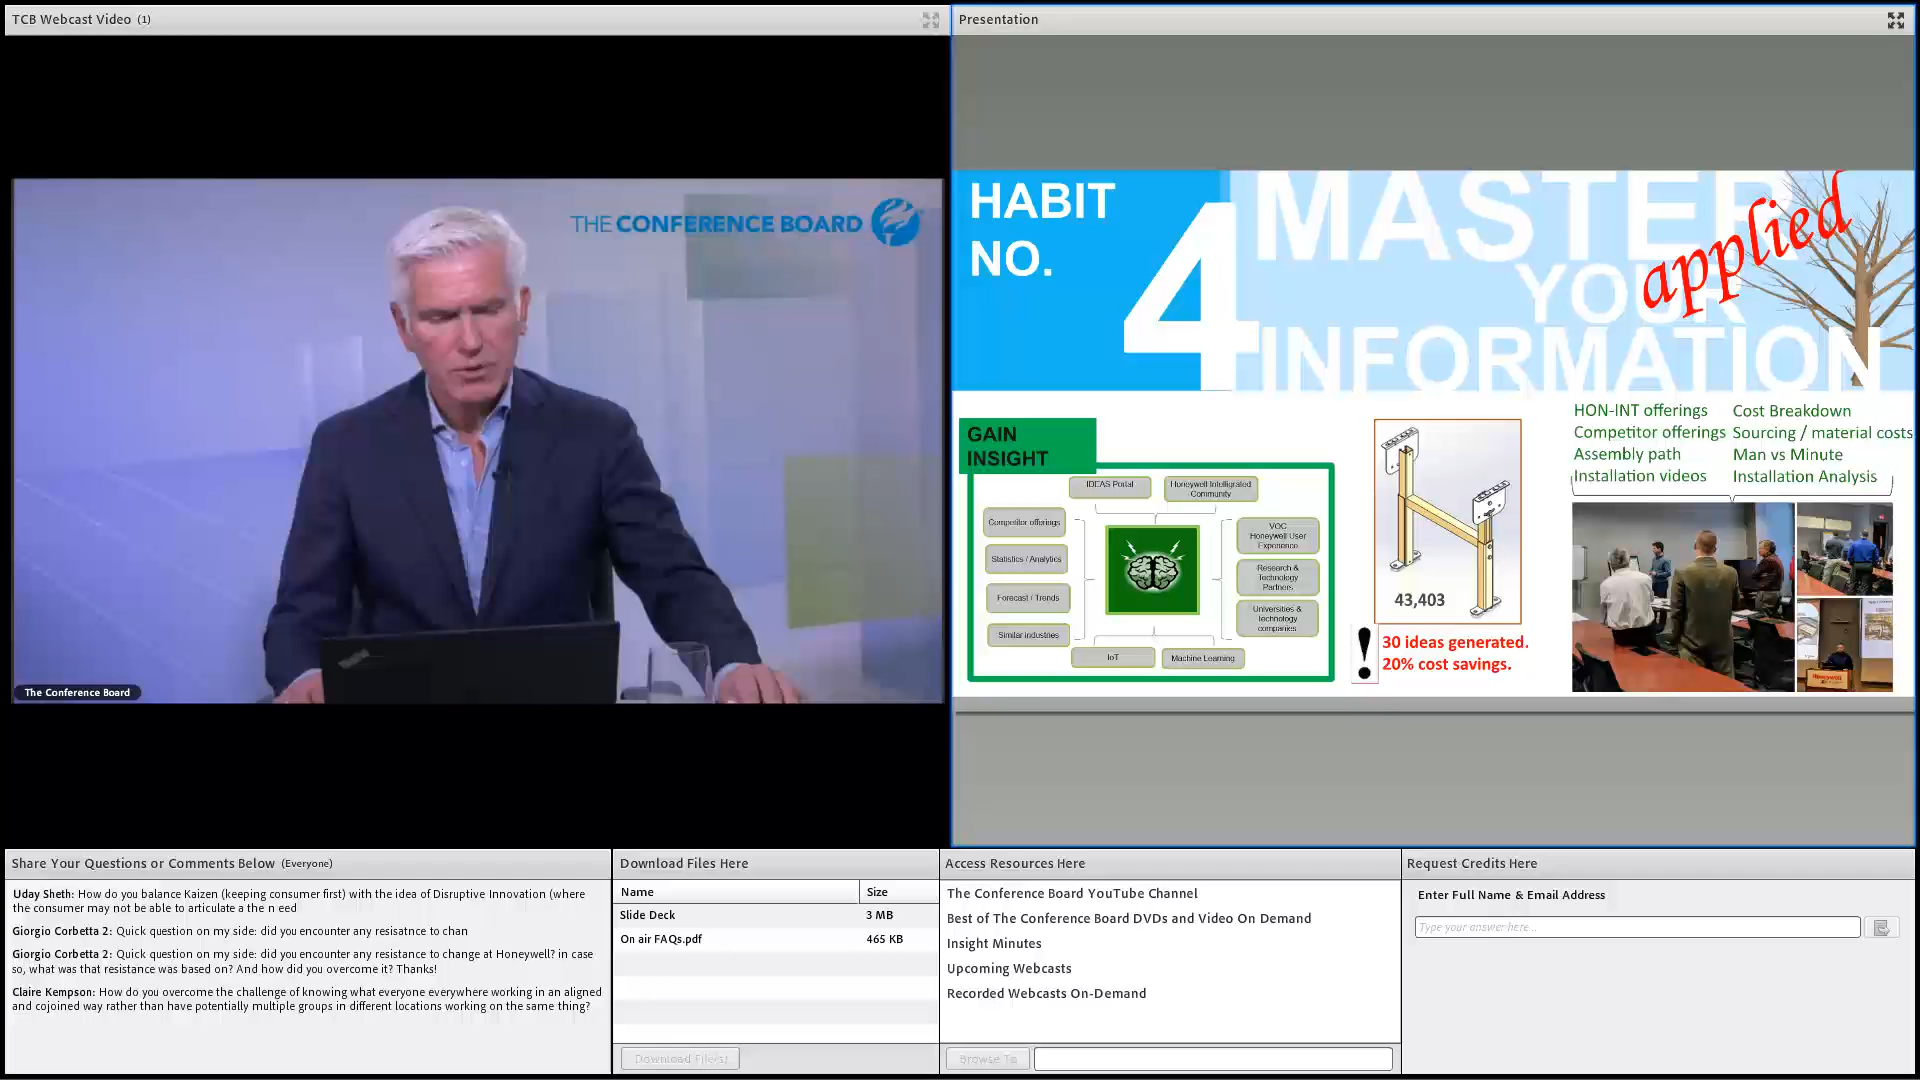 TCB Webcast Video (1)
THE CONFERENCE BOARD
The Conference Board
Presentation
HABIT
NO.
4
MASTER
YOUR
INFORMATION
applied
GAIN
INSIGHT
IDEAS Portal
Honeywell Intelligrated
Community
Competitor offerings
Statistics / Analytics
Forecast / Trends
Similar industries
VOC
Honeywell User
Experience
Research &
Technology
Partners
Universities &
Technology
companies
IoT
Machine Learning
43,403
!
30 ideas generated.
20% cost savings.
HON-INT offerings
Competitor offerings
Assembly path
Installation videos
Cost Breakdown
Sourcing / material costs
Man vs Minute
Installation Analysis
Honeywell
Share Your Questions or Comments Below (Everyone)
Uday Sheth: How do you balance Kaizen (keeping consumer first) with the idea of Disruptive Innovation (where
the consumer may not be able to articulate a the n eed
Giorgio Corbetta 2: Quick question on my side: did you encounter any resisatnce to chan
Giorgio Corbetta 2: Quick question on my side: did you encounter any resistance to change at Honeywell? in case
so, what was that resistance was based on? And how did you overcome it? Thanks!
Claire Kempson: How do you overcome the challenge of knowing what everyone everywhere working in an aligned
and cojoined way rather than have potentially multiple groups in different locations working on the same thing?
Download Files Here
Name Size
Slide Deck 3 MB
On air FAQs.pdf 465 KB
Download File(s)
Access Resources Here
The Conference Board YouTube Channel
Best of The Conference Board DVDs and Video On Demand
Insight Minutes
Upcoming Webcasts
Recorded Webcasts On-Demand
Browse To
Request Credits Here
Enter Full Name & Email Address
Type your answer here...